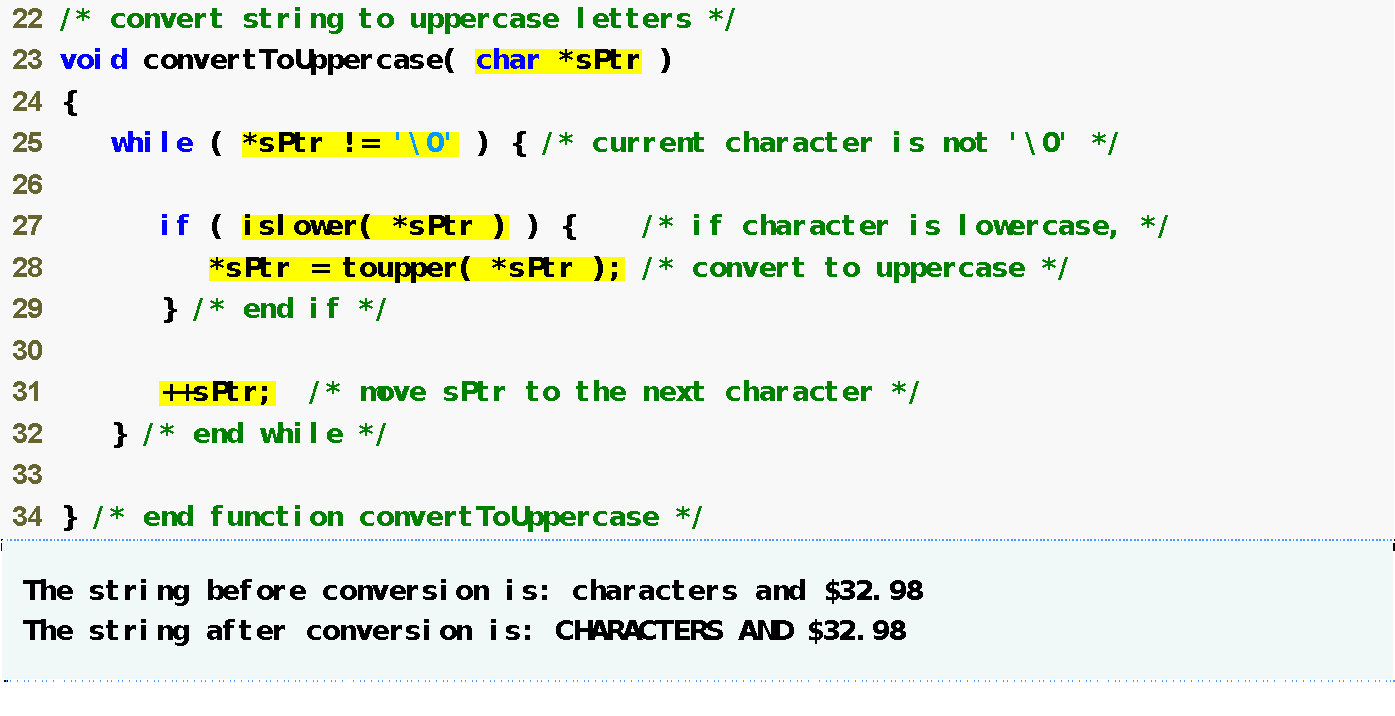 22 /* convert string to uppercase letters */
23 void convertToUppercase( char *sPtr )
24 {
25    while ( *sPtr != '\0' ) { /* current character is not '\0' */
26
27       if ( islower( *sPtr ) ) {    /* if character is lowercase, */
28          *sPtr = toupper( *sPtr ); /* convert to uppercase */
29       } /* end if */
30
31       ++sPtr;  /* move sPtr to the next character */
32    } /* end while */
33
34 } /* end function convertToUppercase */
The string before conversion is: characters and $32.98
The string after conversion is: CHARACTERS AND $32.98